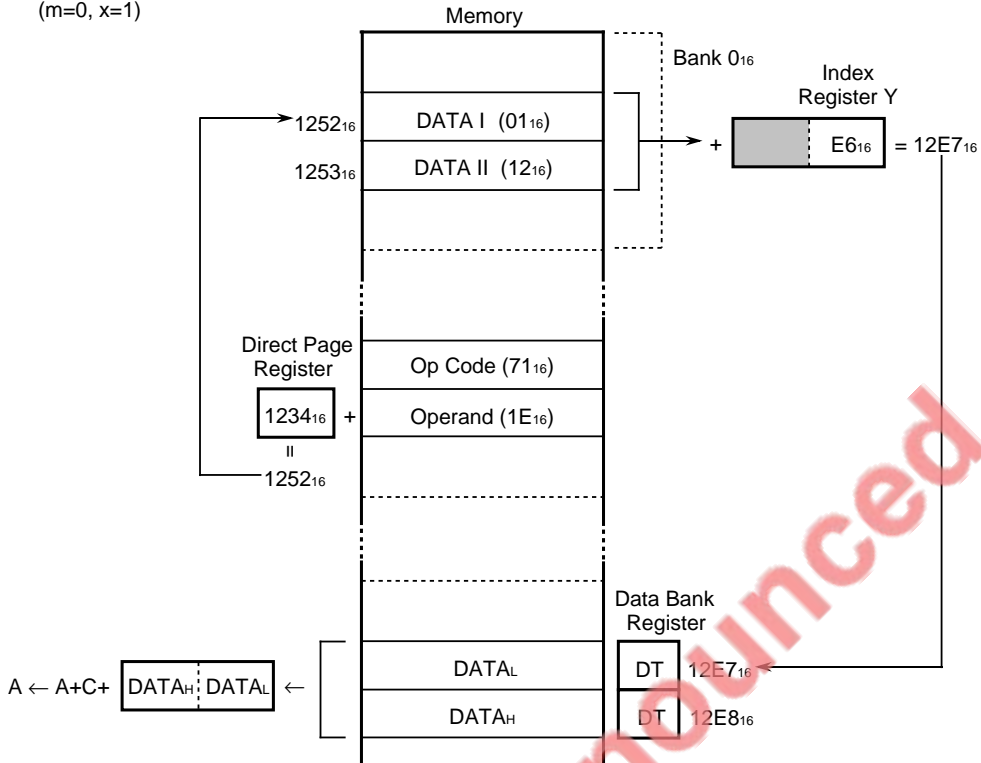 (m=0, x=1)
Memory
Bank 0₁₆
Index
Register Y
1252₁₆
DATA I (01₁₆)
+
E6₁₆
= 12E7₁₆
1253₁₆
DATA II (12₁₆)
Direct Page
Register
Op Code (71₁₆)
1234₁₆
+
Operand (1E₁₆)
=
1252₁₆
Data Bank
Register
DATAL
DT
12E7₁₆
A ← A+C+
DATAH
DATAL
←
DATAH
DT
12E8₁₆
ounced